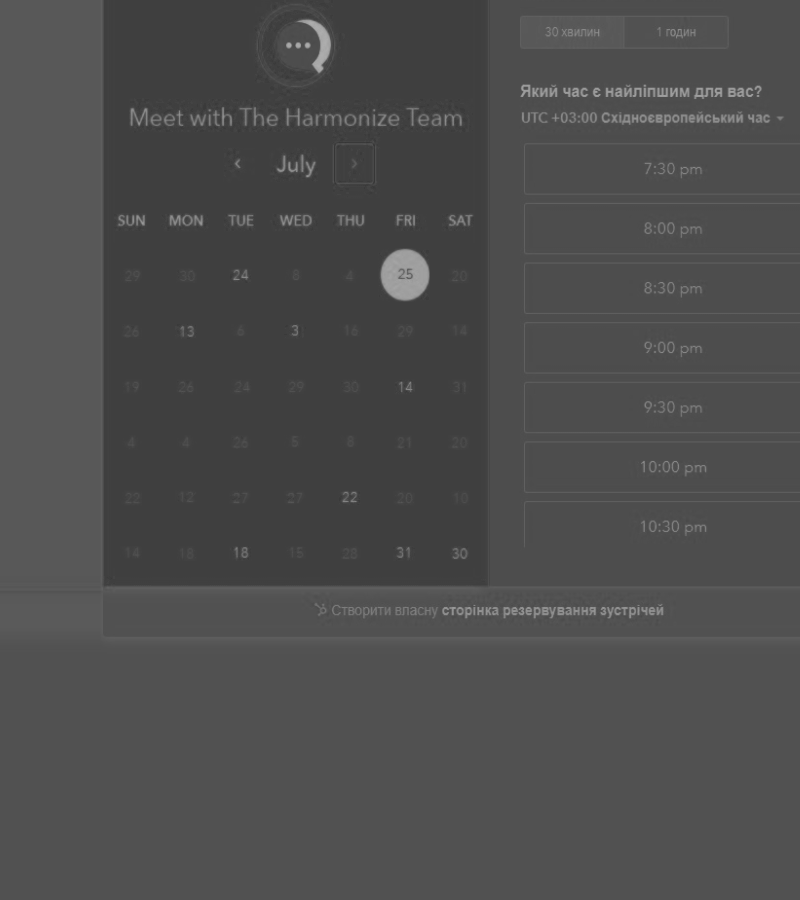 30 хвилин 1 годин
Який час є найліпшим для вас?
UTC +03:00 Східноєвропейський час
Meet with The Harmonize Team
July
SUN MON TUE WED THU FRI SAT
29 30 24 8 4 25 20
26 13 6 3 16 29 14
19 26 24 29 30 14 31
4 4 26 5 8 21 20
22 12 27 27 22 20 10
14 18 18 15 28 31 30
7:30 pm
8:00 pm
8:30 pm
9:00 pm
9:30 pm
10:00 pm
10:30 pm
Створити власну сторінка резервування зустрічей